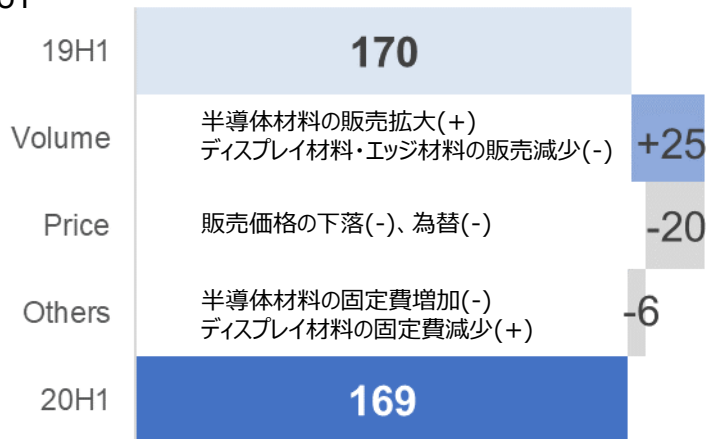 19H1
170
Volume
半導体材料の販売拡大(+)
ディスプレイ材料・エッジ材料の販売減少(-)
+25
Price
販売価格の下落(-)、為替(-)
-20
Others
半導体材料の固定費増加(-)
ディスプレイ材料の固定費減少(+)
-6
20H1
169